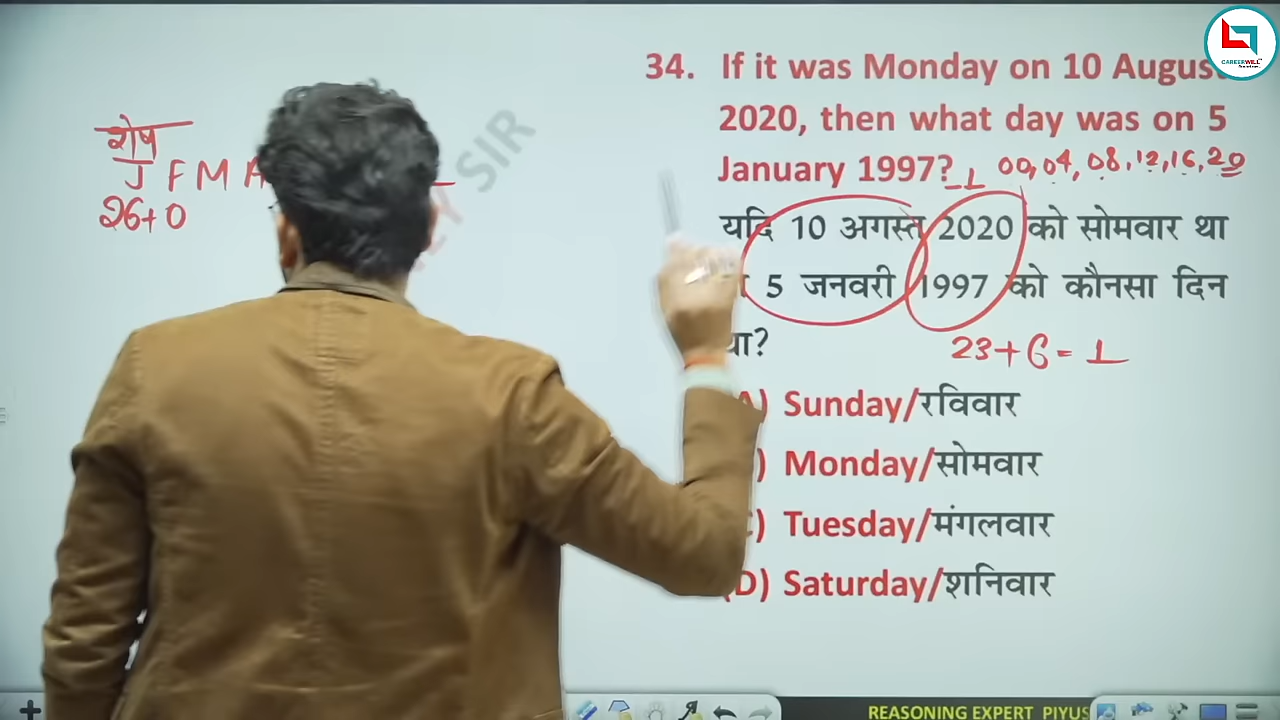 CAREERWILL
34. If it was Monday on 10 Augus
2020, then what day was on 5
January 1997? -1 00,04,08,12,16,20
यदि 10 अगस्त 2020 को सोमवार था
5 जनवरी 1997 को कौनसा दिन
था?
23+6=1
A) Sunday/रविवार
) Monday/सोमवार
C) Tuesday/मंगलवार
(D) Saturday/शनिवार
शेष
J F M A
26+0
SIR
REASONING EXPERT PIYUS